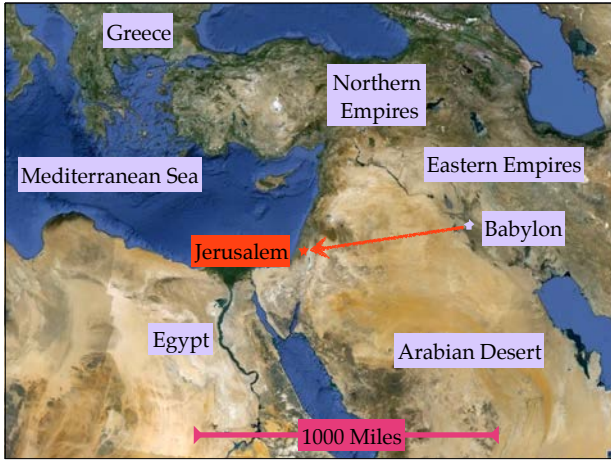 Greece
Northern
Empires
Mediterranean Sea
Eastern Empires
Babylon
Jerusalem
Egypt
Arabian Desert
1000 Miles